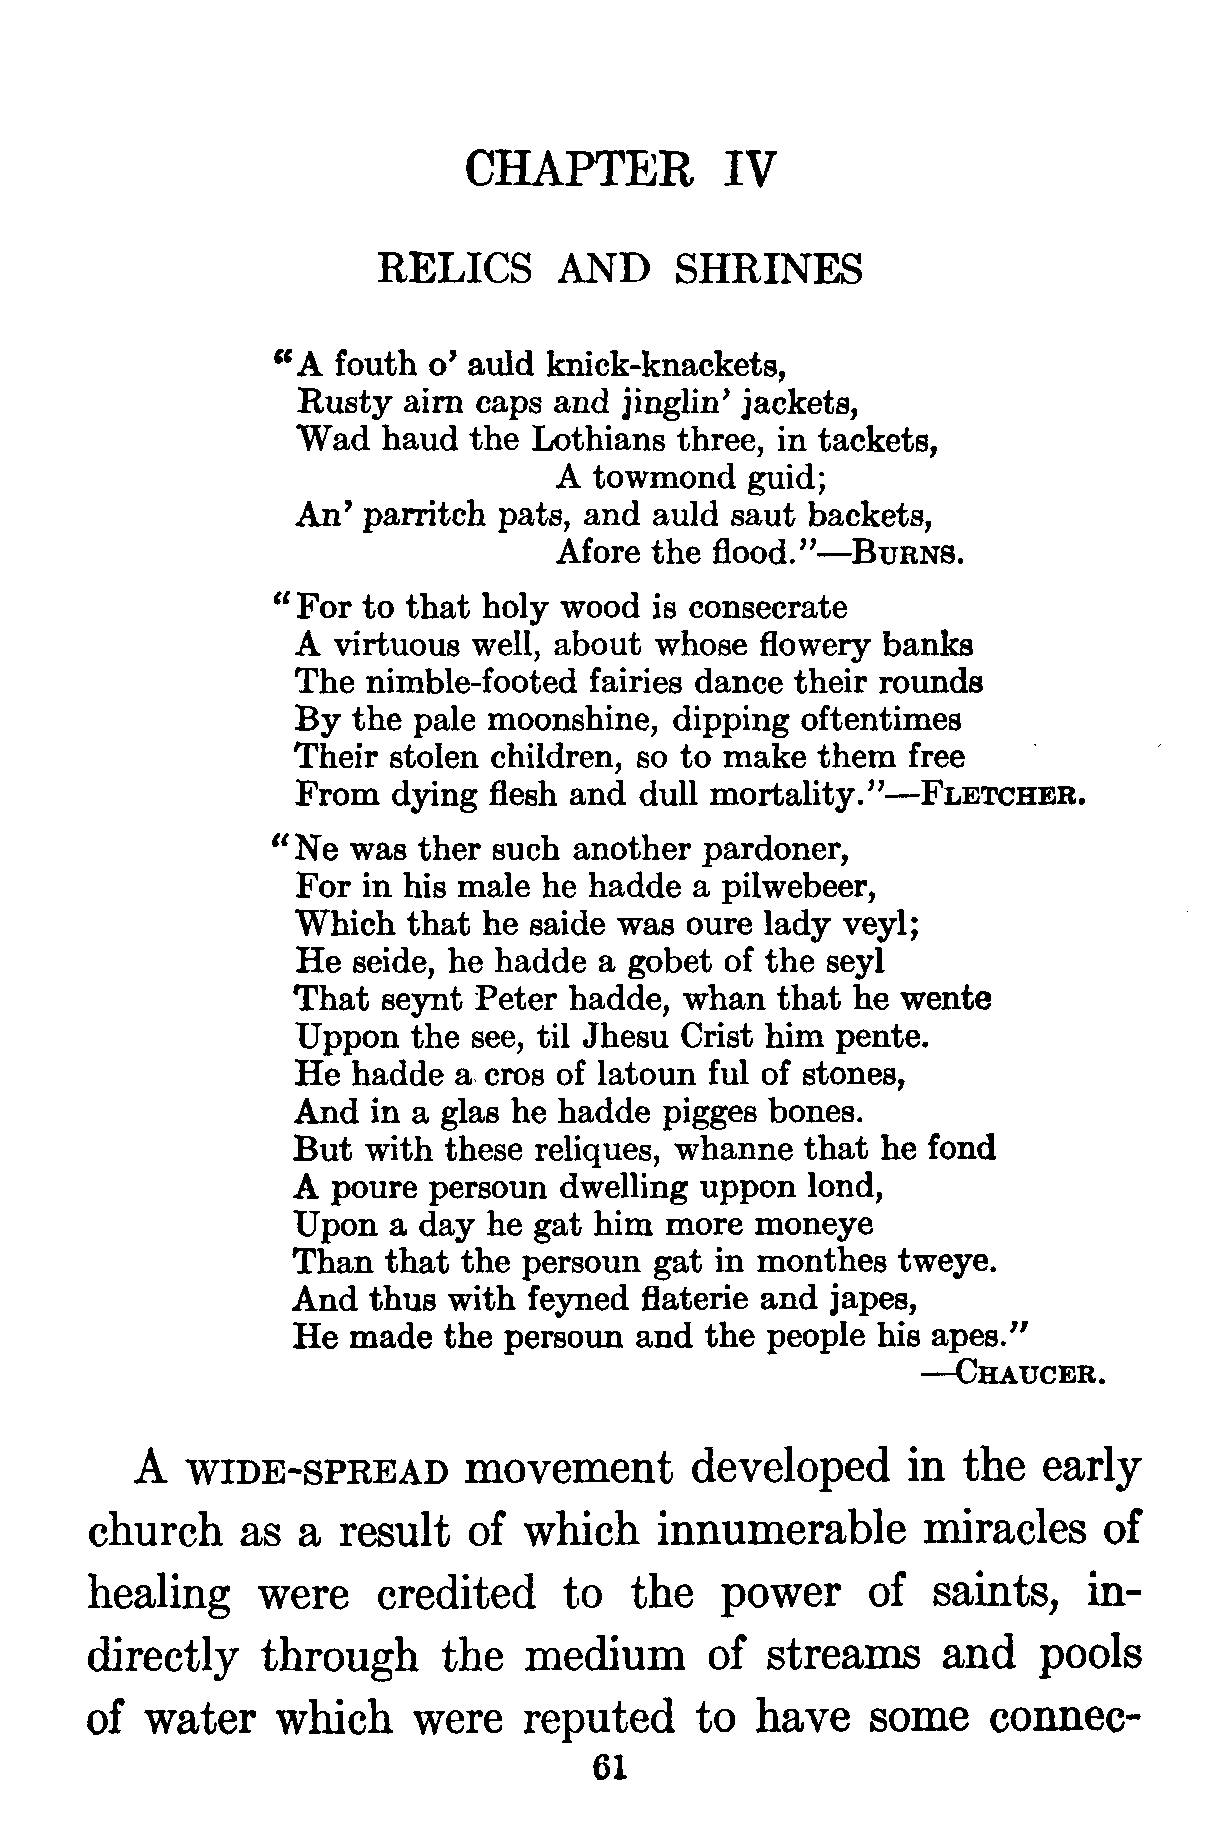 CHAPTER IV
RELICS AND SHRINES
“A fouth o’ auld knick-knackets,
Rusty airn caps and jinglin’ jackets,
Wad haud the Lothians three, in tackets,
A towmond guid;
An’ parritch pats, and auld saut backets,
Afore the flood.”—BURNS.
“For to that holy wood is consecrate
A virtuous well, about whose flowery banks
The nimble-footed fairies dance their rounds
By the pale moonshine, dipping oftentimes
Their stolen children, so to make them free
From dying flesh and dull mortality.”—FLETCHER.
“Ne was ther such another pardoner,
For in his male he hadde a pilwebeer,
Which that he saide was oure lady veyl;
He seide, he hadde a gobet of the seyl
That seynt Peter hadde, whan that he wente
Uppon the see, til Jhesu Crist him pente.
He hadde a cros of latoun ful of stones,
And in a glas he hadde pigges bones.
But with these reliques, whanne that he fond
A poure persoun dwelling uppon lond,
Upon a day he gat him more moneye
Than that the persoun gat in monthes tweye.
And thus with feyned flaterie and japes,
He made the persoun and the people his apes.”
—CHAUCER.
A WIDE-SPREAD movement developed in the early
church as a result of which innumerable miracles of
healing were credited to the power of saints, in-
directly through the medium of streams and pools
of water which were reputed to have some connec-
61